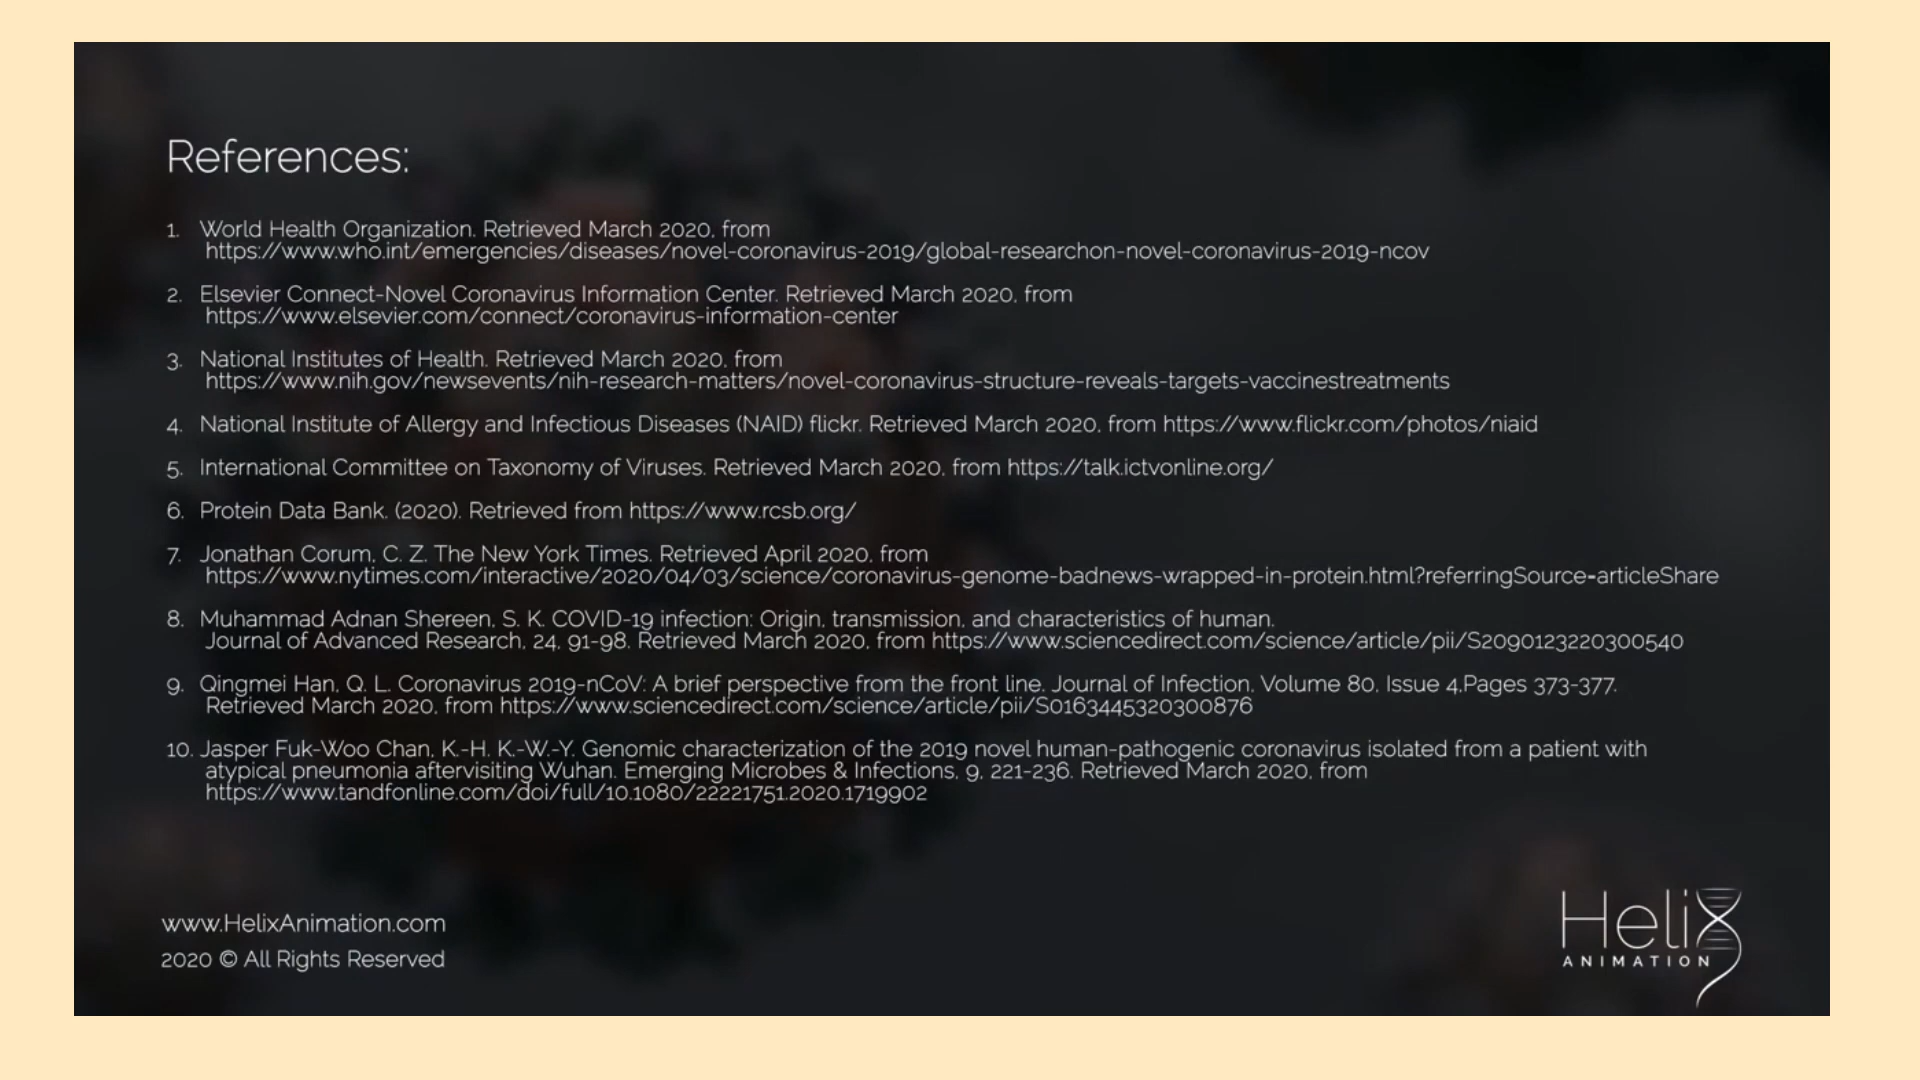 References:
1. World Health Organization. Retrieved March 2020, from
https://www.who.int/emergencies/diseases/novel-coronavirus-2019/global-researchon-novel-coronavirus-2019-ncov
2. Elsevier Connect-Novel Coronavirus Information Center. Retrieved March 2020, from
https://www.elsevier.com/connect/coronavirus-information-center
3. National Institutes of Health. Retrieved March 2020, from
https://www.nih.gov/newsevents/nih-research-matters/novel-coronavirus-structure-reveals-targets-vaccinestreatments
4. National Institute of Allergy and Infectious Diseases (NAID) flickr. Retrieved March 2020, from https://www.flickr.com/photos/niaid
5. International Committee on Taxonomy of Viruses. Retrieved March 2020, from https://talk.ictvonline.org/
6. Protein Data Bank. (2020). Retrieved from https://www.rcsb.org/
7. Jonathan Corum, C. Z. The New York Times. Retrieved April 2020, from
https://www.nytimes.com/interactive/2020/04/03/science/coronavirus-genome-badnews-wrapped-in-protein.html?referringSource=articleShare
8. Muhammad Adnan Shereen, S. K. COVID-19 infection: Origin, transmission, and characteristics of human.
Journal of Advanced Research, 24, 91-98. Retrieved March 2020, from https://www.sciencedirect.com/science/article/pii/S2090123220300540
9. Qingmei Han, Q. L. Coronavirus 2019-nCoV: A brief perspective from the front line. Journal of Infection, Volume 80, Issue 4,Pages 373-377.
Retrieved March 2020, from https://www.sciencedirect.com/science/article/pii/S0163445320300876
10. Jasper Fuk-Woo Chan, K.-H. K.-W.-Y. Genomic characterization of the 2019 novel human-pathogenic coronavirus isolated from a patient with
atypical pneumonia aftervisiting Wuhan. Emerging Microbes & Infections, 9, 221-236. Retrieved March 2020, from
https://www.tandfonline.com/doi/full/10.1080/22221751.2020.1719902
www.HelixAnimation.com
2020 © All Rights Reserved
Helix
ANIMATION